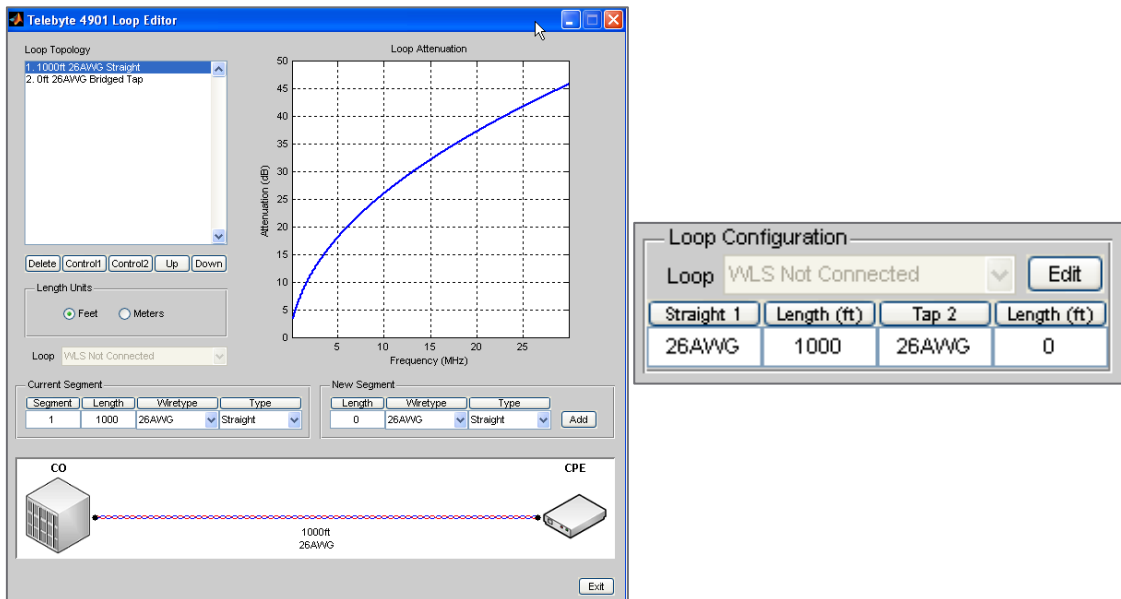 Telebyte 4901 Loop Editor
Loop Topology
1. 1000ft 26AWG Straight
2. 0ft 26AWG Bridged Tap
Delete Control1 Control2 Up Down
Length Units
Feet Meters
Loop WLS Not Connected
Loop Attenuation
Attenuation (dB)
50
45
40
35
30
25
20
15
10
5
0
5 10 15 20 25
Frequency (MHz)
Current Segment
Segment Length Wiretype Type
1 1000 26AWG Straight
New Segment
Length Wiretype Type
0 26AWG Straight Add
CO
CPE
1000ft
26AWG
Exit
Loop Configuration
Loop WLS Not Connected Edit
Straight 1 Length (ft) Tap 2 Length (ft)
26AWG 1000 26AWG 0